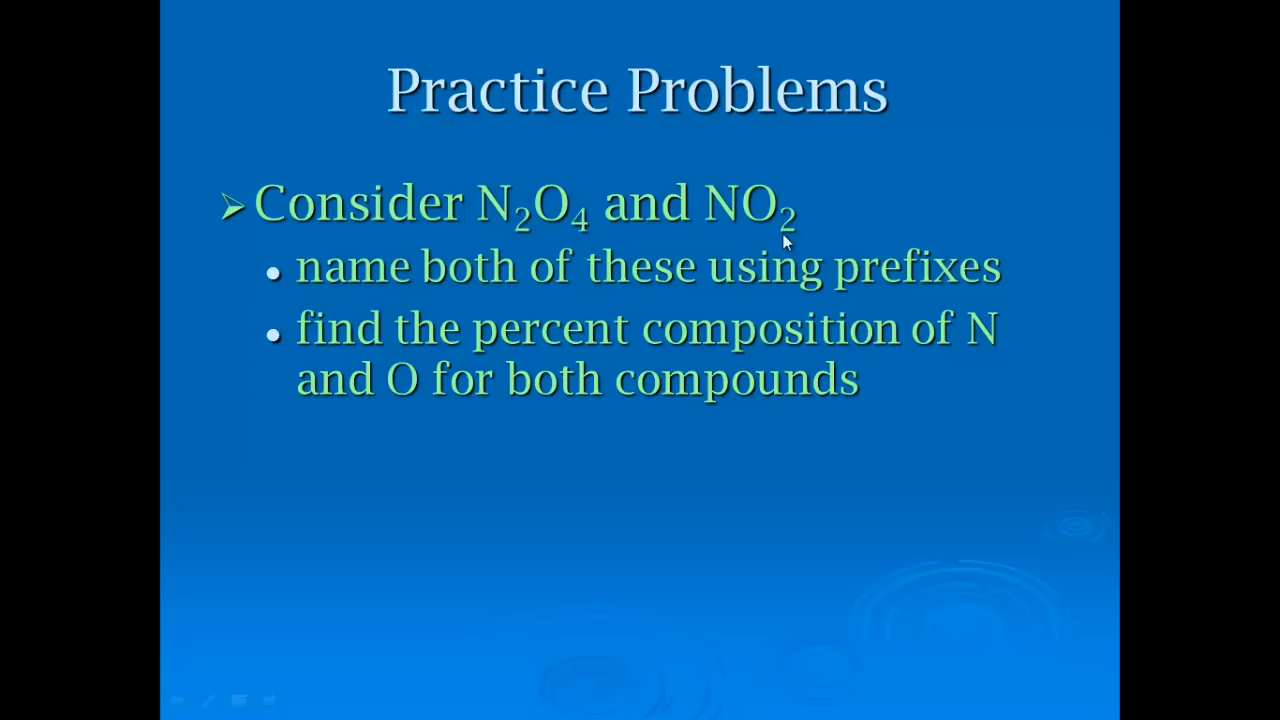 Practice Problems
Consider N₂O₄ and NO₂
name both of these using prefixes
find the percent composition of N
and O for both compounds